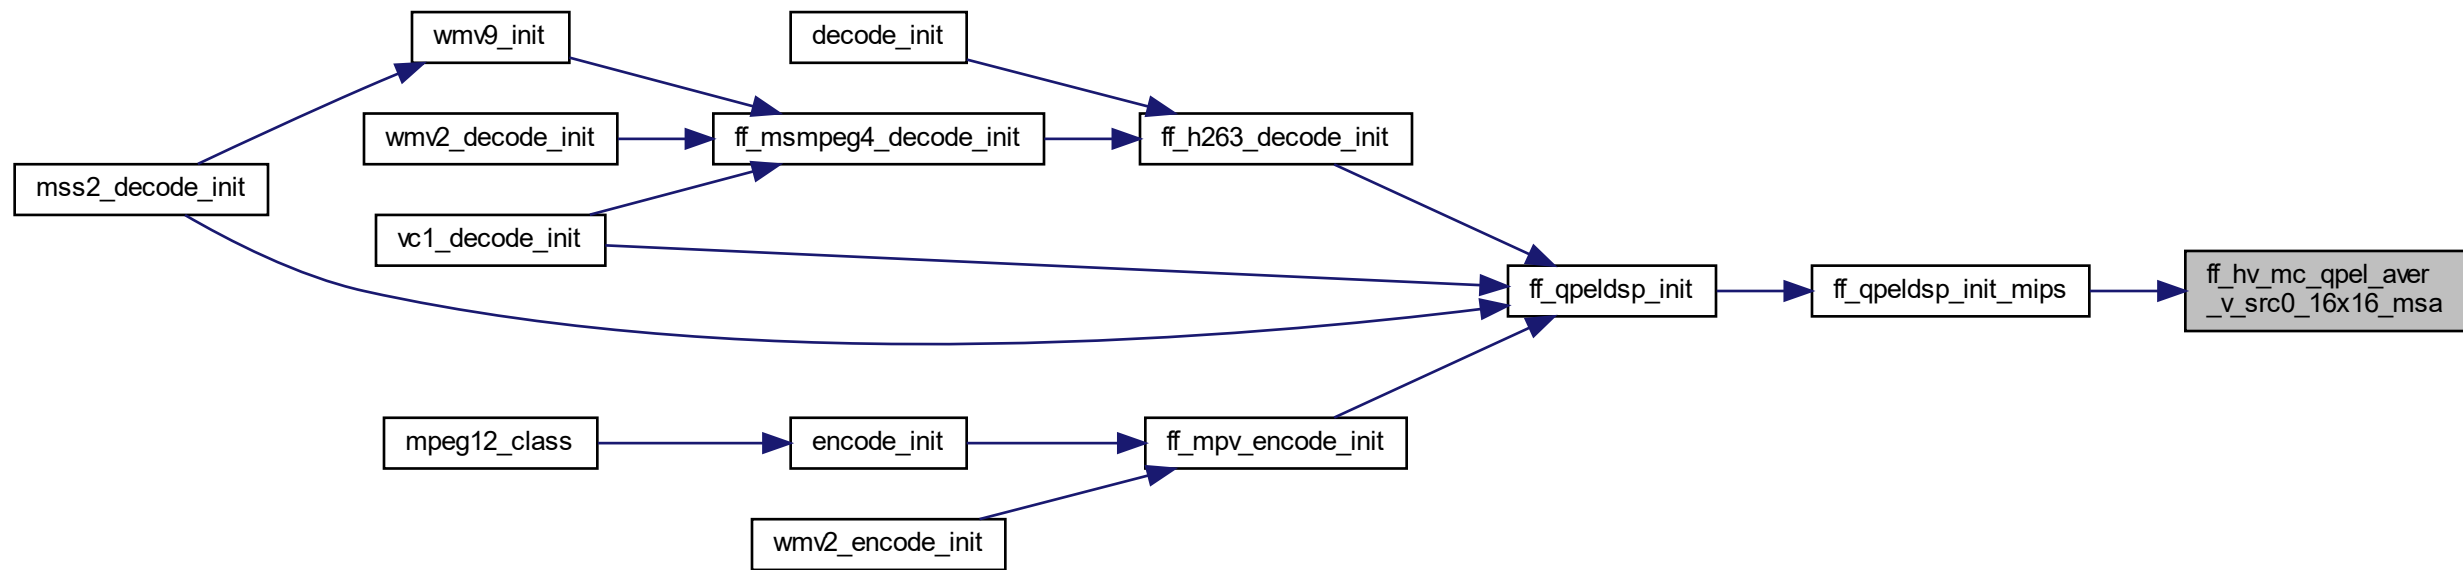 wmv9_init
decode_init
wmv2_decode_init
ff_msmpeg4_decode_init
ff_h263_decode_init
mss2_decode_init
vc1_decode_init
ff_qpeldsp_init
ff_qpeldsp_init_mips
ff_hv_mc_qpel_aver
_v_src0_16x16_msa
mpeg12_class
encode_init
ff_mpv_encode_init
wmv2_encode_init